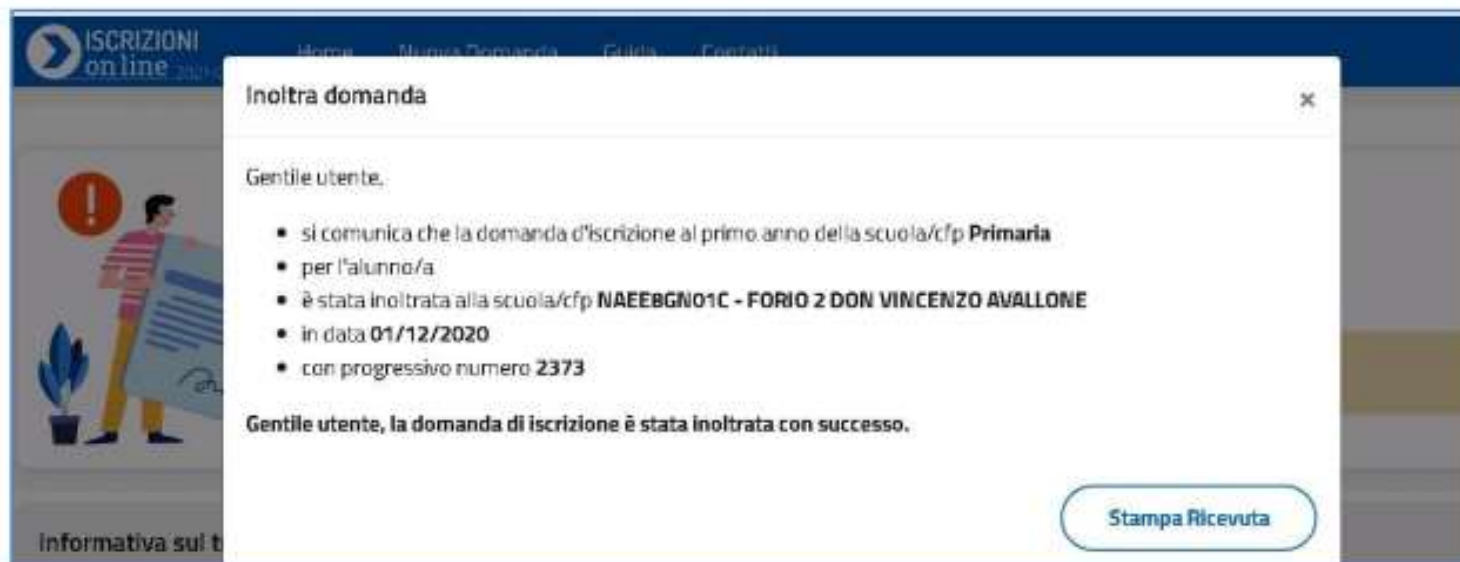 ISCRIZIONI
online
Home Nuova Domanda Guida Contatti
Inoltra domanda
×
Gentile utente,
• si comunica che la domanda d'iscrizione al primo anno della scuola/cfp Primaria
• per l'alunno/a
• è stata inoltrata alla scuola/cfp NAEE8GN01C - FORIO 2 DON VINCENZO AVALLONE
• in data 01/12/2020
• con progressivo numero 2373
Gentile utente, la domanda di iscrizione è stata inoltrata con successo.
Stampa Ricevuta
Informativa sul t